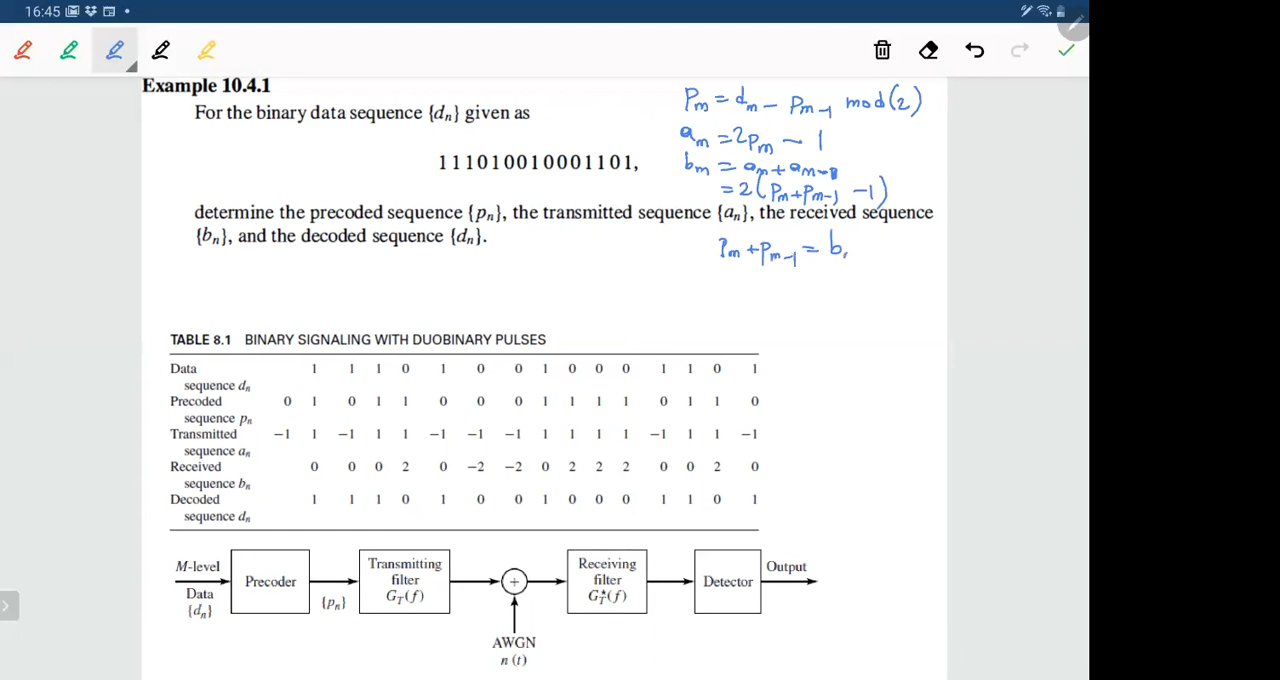 16:45
Example 10.4.1
For the binary data sequence {dn} given as
111010010001101,
Pm = dm - Pm-1 mod(2)
am = 2Pm - 1
bm = am + am-1
= 2(Pm+Pm-1 -1)
determine the precoded sequence {pn}, the transmitted sequence {an}, the received sequence
{bn}, and the decoded sequence {dn}.
Pm + Pm-1 = b
TABLE 8.1 BINARY SIGNALING WITH DUOBINARY PULSES
Data 1 1 1 0 1 0 0 1 0 0 0 1 1 0 1
sequence dn
Precoded 0 1 0 1 1 0 0 0 1 1 1 1 0 1 1 0
sequence pn
Transmitted −1 1 −1 1 1 −1 −1 −1 1 1 1 1 −1 1 1 −1
sequence an
Received 0 0 0 2 0 −2 −2 0 2 2 2 0 0 2 0
sequence bn
Decoded 1 1 1 0 1 0 0 1 0 0 0 1 1 0 1
sequence dn
M-level
Data
{dn}
Precoder
{pn}
Transmitting
filter
GT(f)
+
AWGN
n (t)
Receiving
filter
G*T(f)
Detector
Output